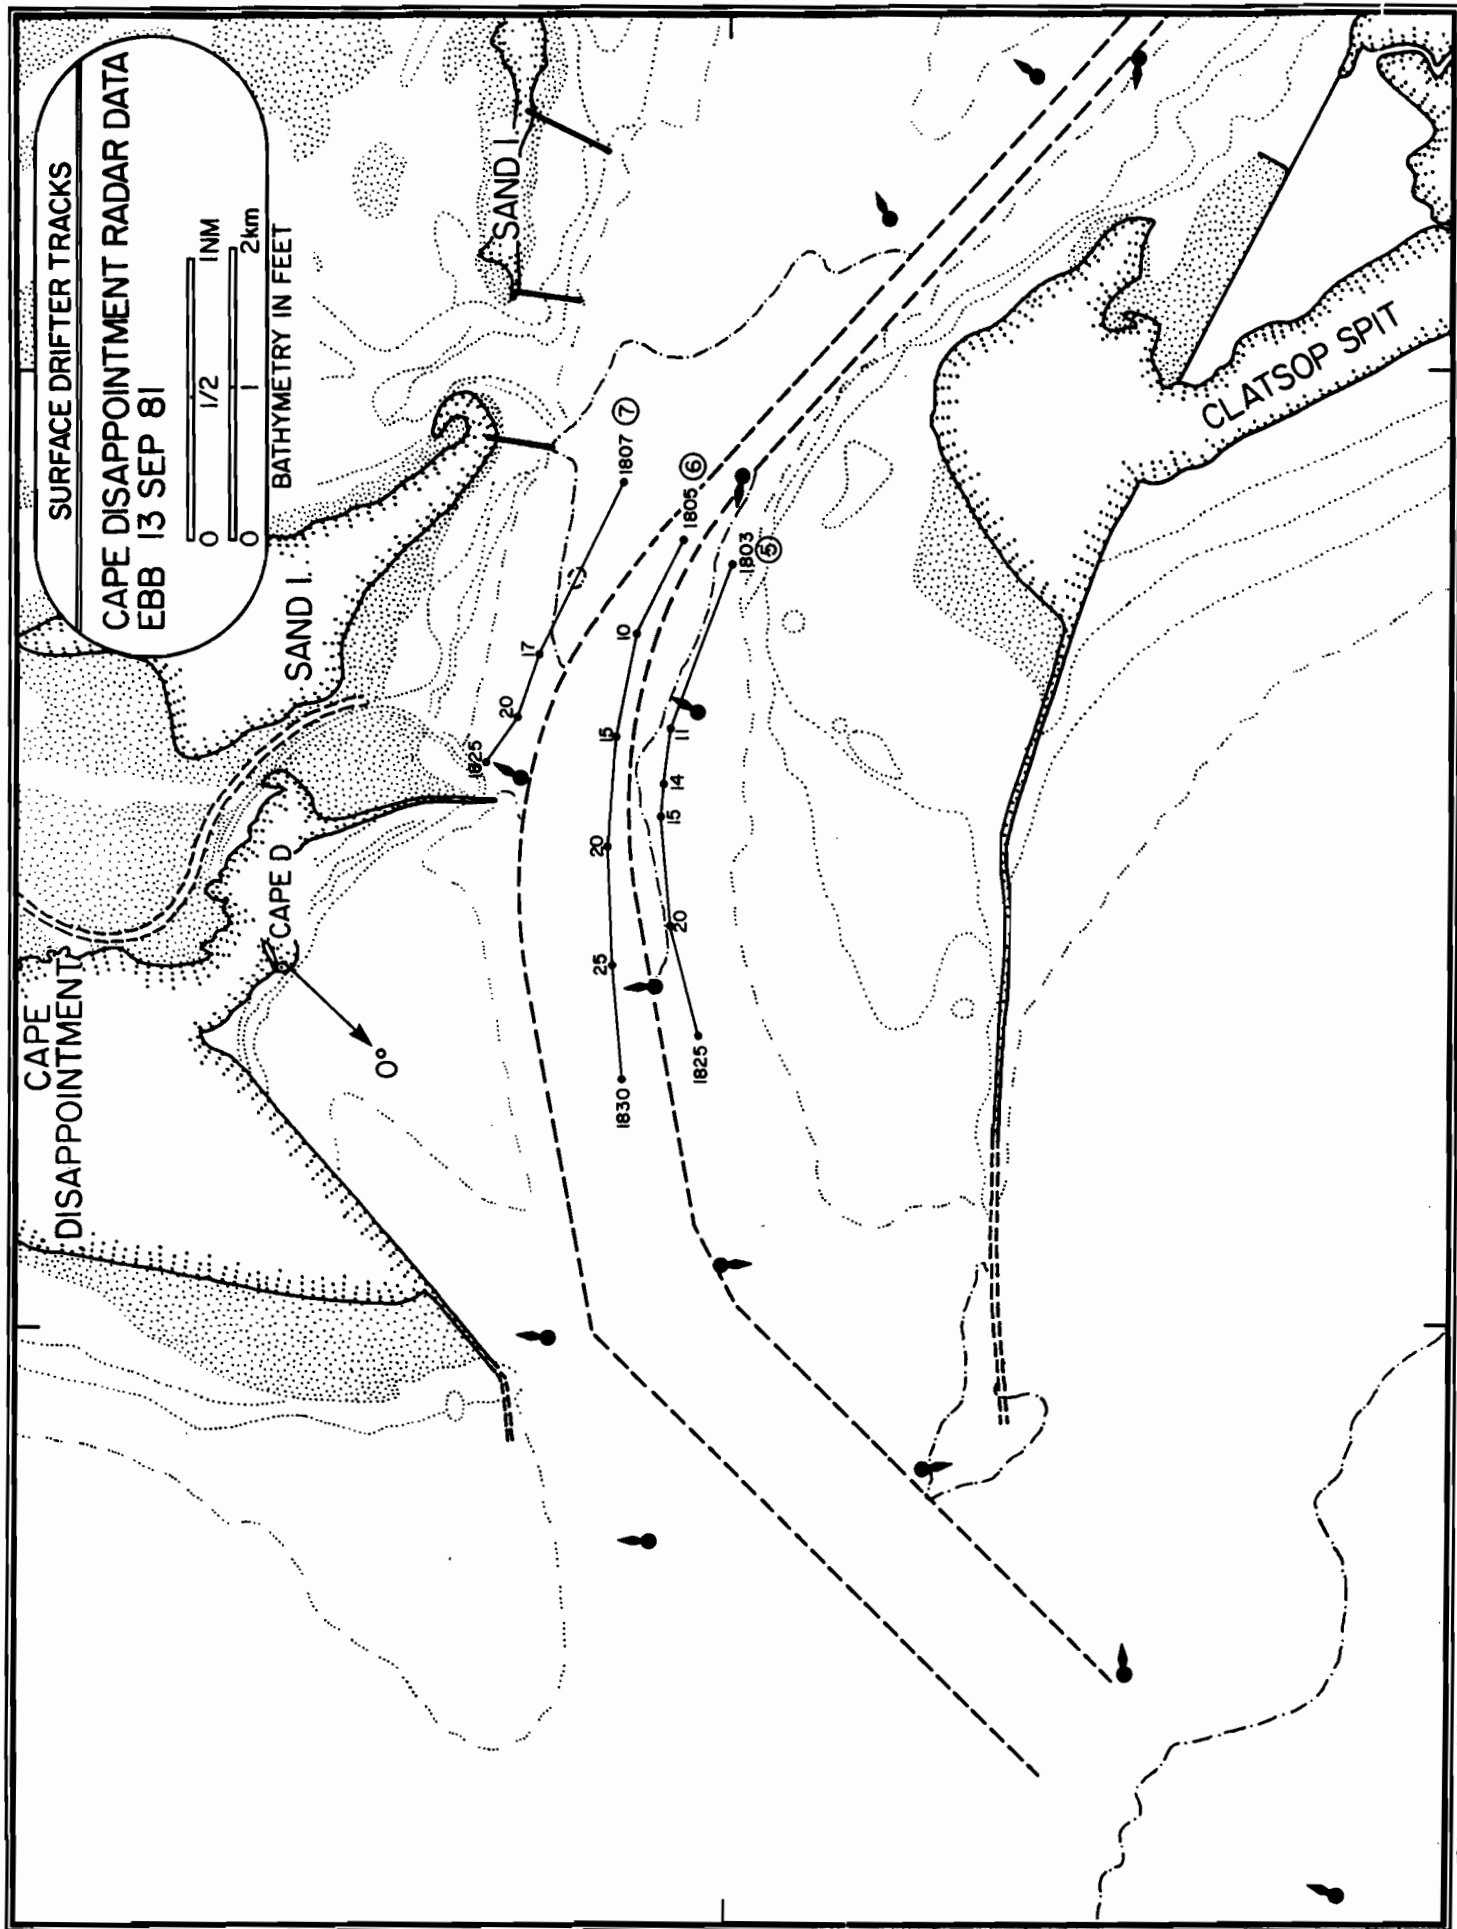 SURFACE DRIFTER TRACKS
CAPE DISAPPOINTMENT RADAR DATA
EBB 13 SEP 81
0 1/2 1NM
0 1 2km
BATHYMETRY IN FEET
SAND I.
SAND I.
CAPE
DISAPPOINTMENT
CAPE D
0°
1825
20
17
1807 ⑦
1830
25
20
15
10
1805 ⑥
1825
20
15
14
11
1803
⑤
CLATSOP SPIT